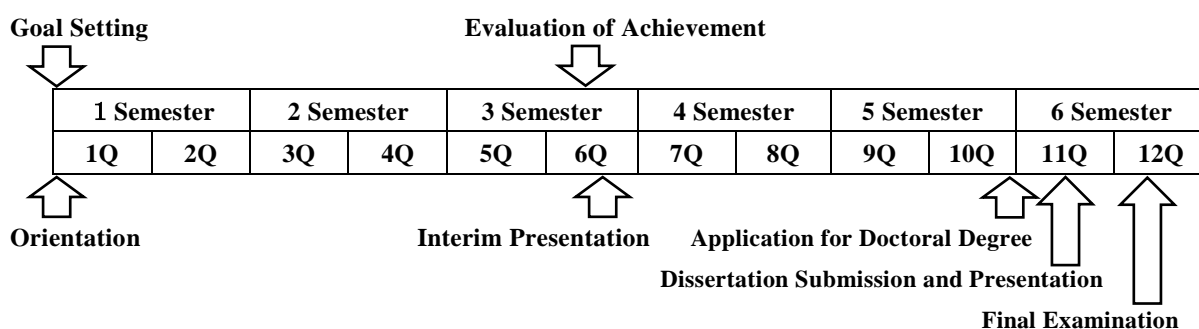 Goal Setting Evaluation of Achievement
1 Semester 2 Semester 3 Semester 4 Semester 5 Semester 6 Semester
1Q 2Q 3Q 4Q 5Q 6Q 7Q 8Q 9Q 10Q 11Q 12Q
Orientation Interim Presentation Application for Doctoral Degree
Dissertation Submission and Presentation
Final Examination